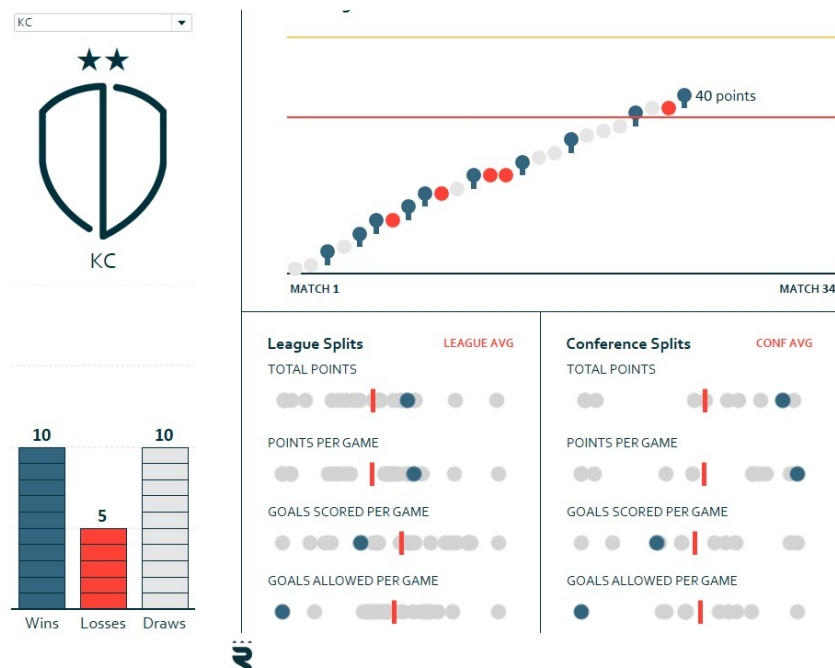 KC
KC
40 points
MATCH 1
MATCH 34
League Splits
LEAGUE AVG
TOTAL POINTS
POINTS PER GAME
GOALS SCORED PER GAME
GOALS ALLOWED PER GAME
Conference Splits
CONF AVG
TOTAL POINTS
POINTS PER GAME
GOALS SCORED PER GAME
GOALS ALLOWED PER GAME
10
5
10
Wins
Losses
Draws